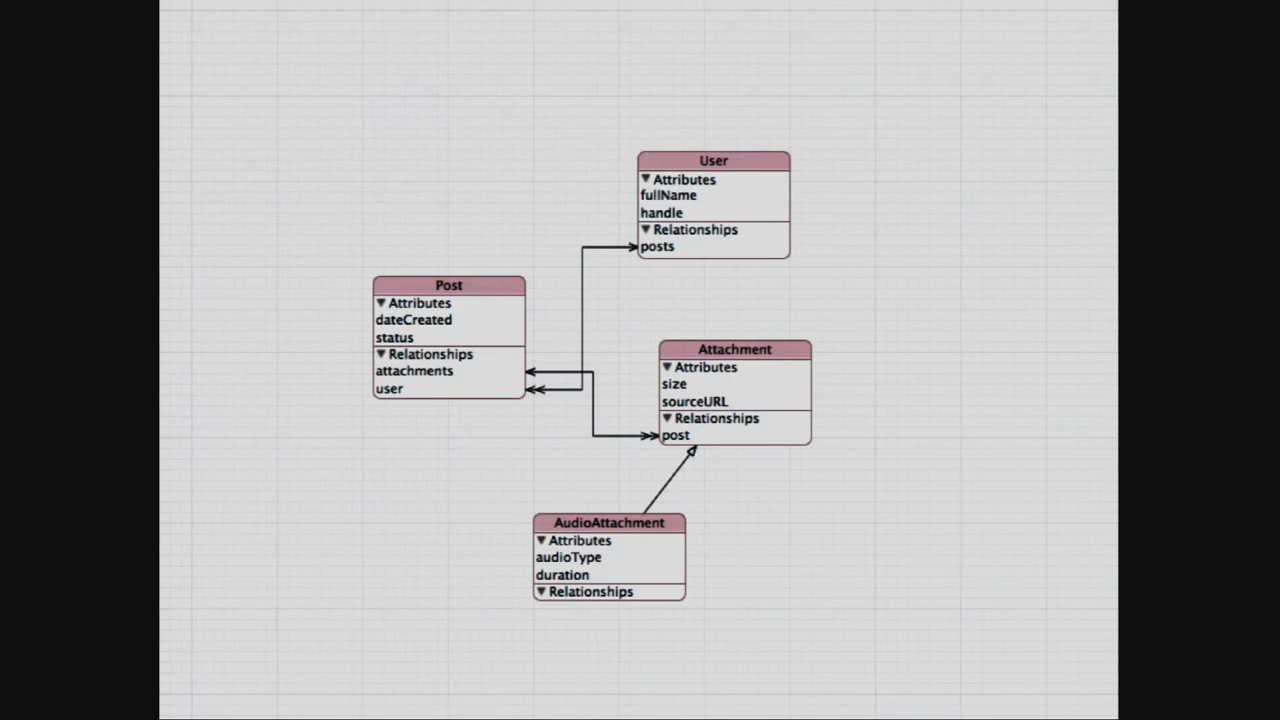 User
Attributes
fullName
handle
Relationships
posts
Post
Attributes
dateCreated
status
Relationships
attachments
user
Attachment
Attributes
size
sourceURL
Relationships
post
AudioAttachment
Attributes
audioType
duration
Relationships